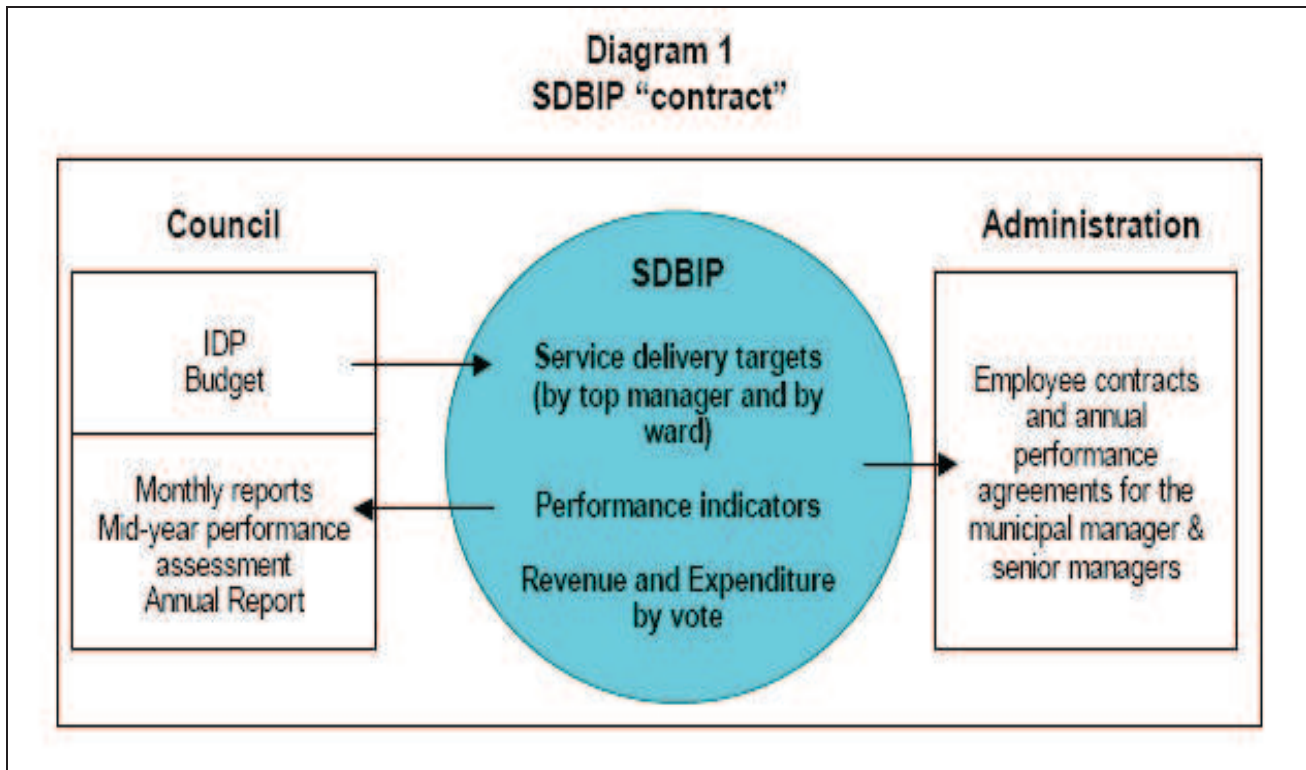 Diagram 1
SDBIP “contract”
Council
IDP
Budget
Monthly reports
Mid-year performance
assessment
Annual Report
SDBIP
Service delivery targets
(by top manager and by
ward)
Performance indicators
Revenue and Expenditure
by vote
Administration
Employee contracts
and annual
performance
agreements for the
municipal manager &
senior managers